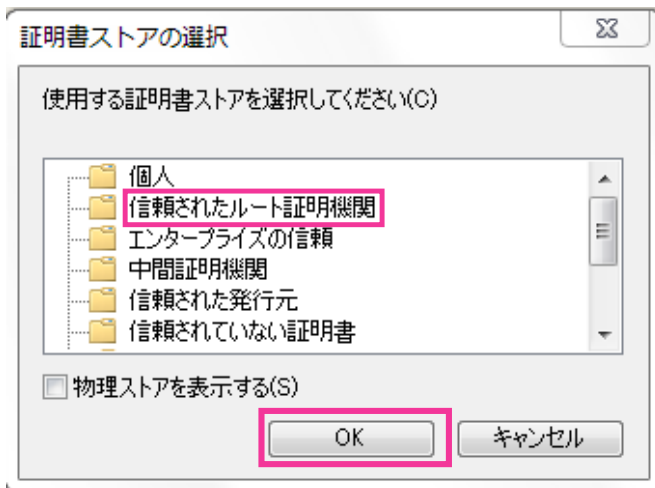 証明書ストアの選択
使用する証明書ストアを選択してください(C)
個人
信頼されたルート証明機関
エンタープライズの信頼
中間証明機関
信頼された発行元
信頼されていない証明書
物理ストアを表示する(S)
OK
キャンセル